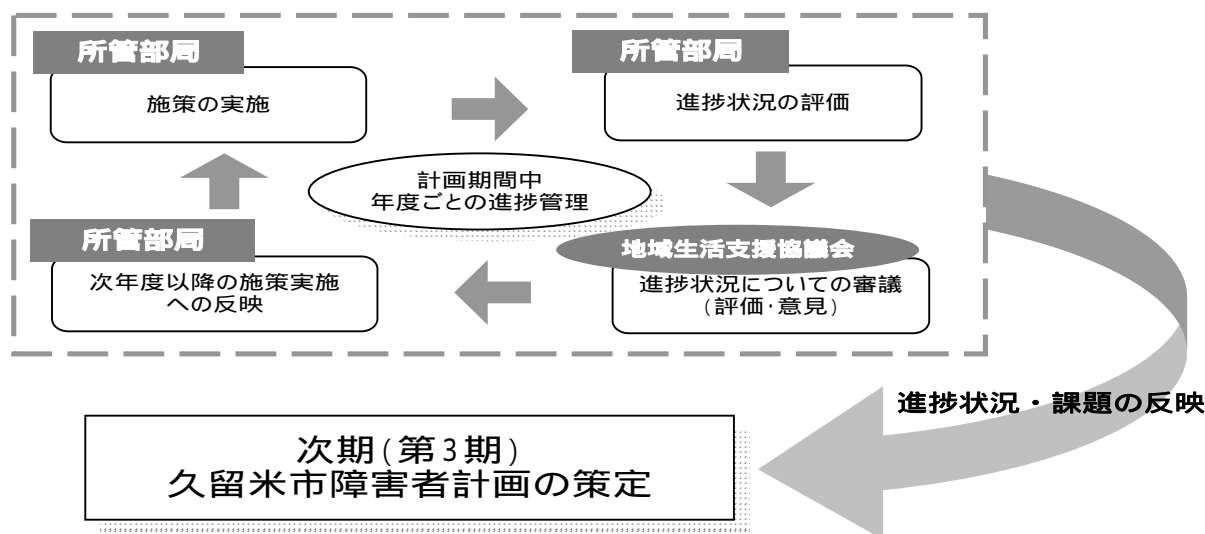 所管部局
施策の実施
所管部局
進捗状況の評価
計画期間中
年度ごとの進捗管理
所管部局
次年度以降の施策実施
への反映
地域生活支援協議会
進捗状況についての審議
(評価・意見)
進捗状況・課題の反映
次期(第3期)
久留米市障害者計画の策定